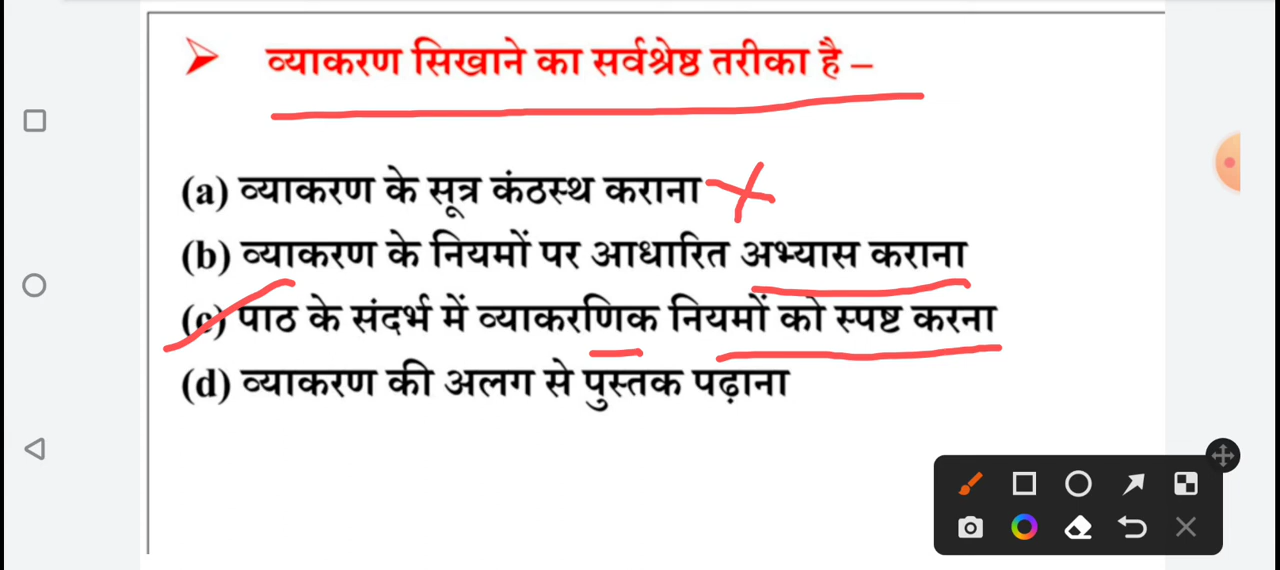 व्याकरण सिखाने का सर्वश्रेष्ठ तरीका है –
(a) व्याकरण के सूत्र कंठस्थ कराना
(b) व्याकरण के नियमों पर आधारित अभ्यास कराना
(c) पाठ के संदर्भ में व्याकरणिक नियमों को स्पष्ट करना
(d) व्याकरण की अलग से पुस्तक पढ़ाना